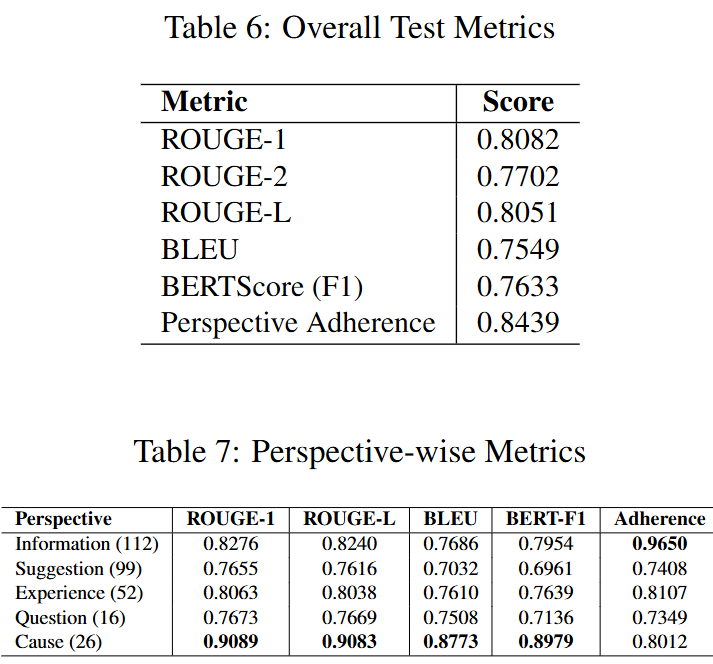 Table 6: Overall Test Metrics
Metric Score
ROUGE-1 0.8082
ROUGE-2 0.7702
ROUGE-L 0.8051
BLEU 0.7549
BERTScore (F1) 0.7633
Perspective Adherence 0.8439
Table 7: Perspective-wise Metrics
Perspective ROUGE-1 ROUGE-L BLEU BERT-F1 Adherence
Information (112) 0.8276 0.8240 0.7686 0.7954 0.9650
Suggestion (99) 0.7655 0.7616 0.7032 0.6961 0.7408
Experience (52) 0.8063 0.8038 0.7610 0.7639 0.8107
Question (16) 0.7673 0.7669 0.7508 0.7136 0.7349
Cause (26) 0.9089 0.9083 0.8773 0.8979 0.8012